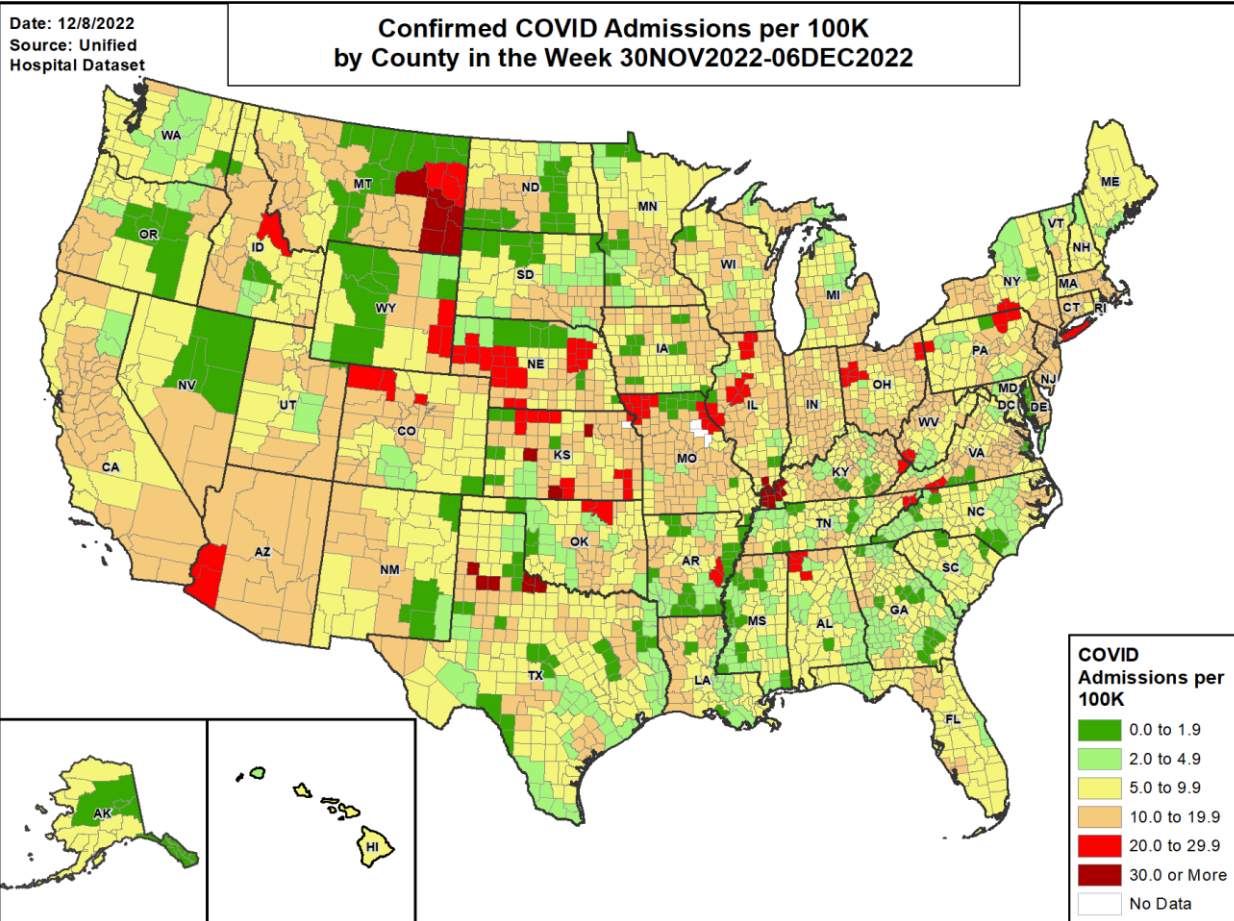 Date: 12/8/2022
Source: Unified
Hospital Dataset
Confirmed COVID Admissions per 100K
by County in the Week 30NOV2022-06DEC2022
WA
MT
ND
MN
ME
OR
ID
SD
WI
MI
VT
NH
NY
MA
CT
RI
WY
NE
IA
PA
NJ
NV
UT
CO
KS
MO
IL
IN
OH
MD
DC
DE
WV
VA
KY
CA
AZ
NM
OK
AR
TN
NC
SC
MS
AL
GA
TX
LA
FL
AK
HI
COVID
Admissions per
100K
0.0 to 1.9
2.0 to 4.9
5.0 to 9.9
10.0 to 19.9
20.0 to 29.9
30.0 or More
No Data